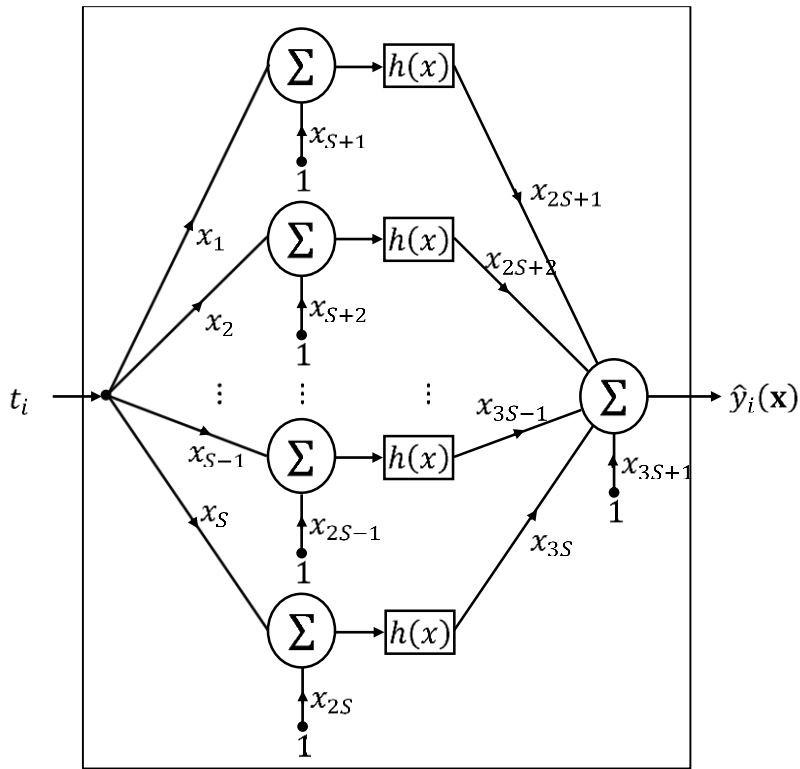 Σ h(x)
x_{S+1}
1
x_{2S+1}
x_1
Σ h(x)
x_{2S+2}
x_2
x_{S+2}
1
t_i ⋮ ⋮ ⋮ Σ ŷ_i(𝐱)
x_{3S−1}
x_{S−1} Σ h(x)
x_{3S+1}
1
x_S
x_{2S−1}
x_{3S}
1
Σ h(x)
x_{2S}
1